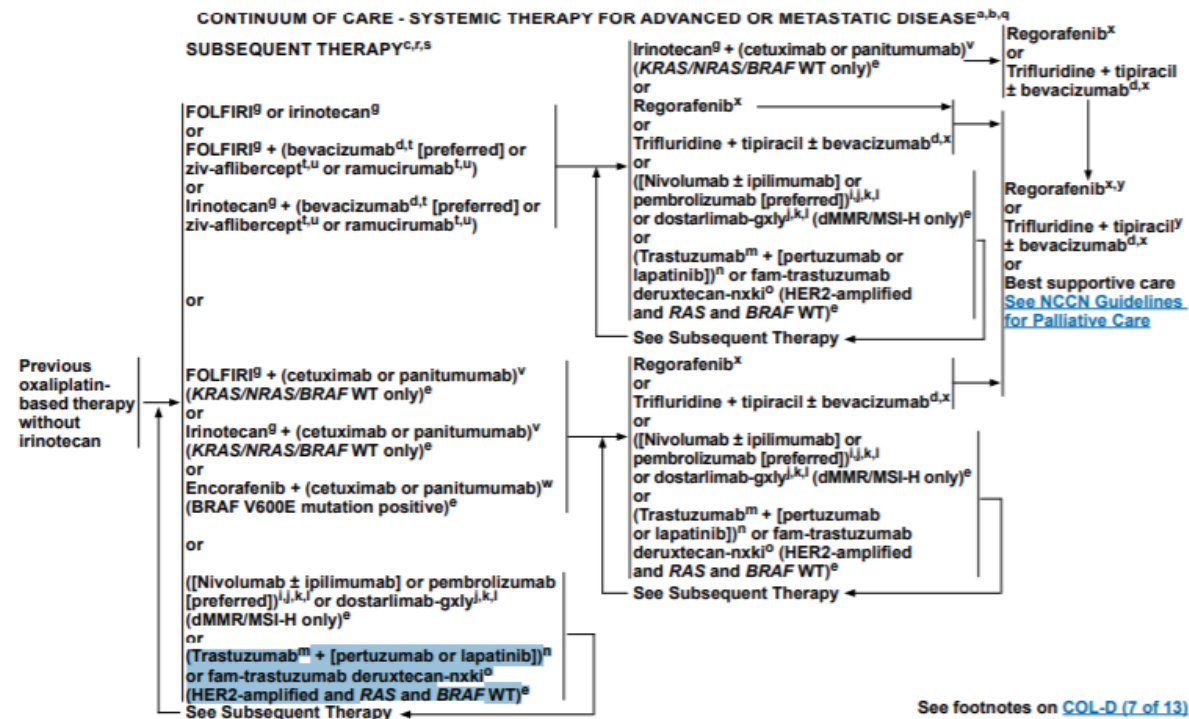 CONTINUUM OF CARE - SYSTEMIC THERAPY FOR ADVANCED OR METASTATIC DISEASEa,b,q
SUBSEQUENT THERAPYc,r,s
Previous
oxaliplatin-
based therapy
without
irinotecan
FOLFIRIg or irinotecang
or
FOLFIRIg + (bevacizumabd,t [preferred] or
ziv-afliberceptt,u or ramucirumabt,u)
or
Irinotecang + (bevacizumabd,t [preferred] or
ziv-afliberceptt,u or ramucirumabt,u)
or
FOLFIRIg + (cetuximab or panitumumab)v
(KRAS/NRAS/BRAF WT only)e
or
Irinotecang + (cetuximab or panitumumab)v
(KRAS/NRAS/BRAF WT only)e
or
Encorafenib + (cetuximab or panitumumab)w
(BRAF V600E mutation positive)e
or
([Nivolumab ± ipilimumab] or pembrolizumab
[preferred])i,j,k,l or dostarlimab-gxlyj,k,l
(dMMR/MSI-H only)e
or
(Trastuzumabm + [pertuzumab or lapatinib])n
or fam-trastuzumab deruxtecan-nxkio
(HER2-amplified and RAS and BRAF WT)e
See Subsequent Therapy
Irinotecang + (cetuximab or panitumumab)v
(KRAS/NRAS/BRAF WT only)e
or
Regorafenibx
or
Trifluridine + tipiracil ± bevacizumabd,x
or
([Nivolumab ± ipilimumab] or
pembrolizumab [preferred])i,j,k,l
or dostarlimab-gxlyj,k,l (dMMR/MSI-H only)e
or
(Trastuzumabm + [pertuzumab or
lapatinib])n or fam-trastuzumab
deruxtecan-nxkio (HER2-amplified
and RAS and BRAF WT)e
See Subsequent Therapy
Regorafenibx
or
Trifluridine + tipiracil ± bevacizumabd,x
or
([Nivolumab ± ipilimumab] or
pembrolizumab [preferred])i,j,k,l
or dostarlimab-gxlyj,k,l (dMMR/MSI-H only)e
or
(Trastuzumabm + [pertuzumab
or lapatinib])n or fam-trastuzumab
deruxtecan-nxkio (HER2-amplified
and RAS and BRAF WT)e
See Subsequent Therapy
Regorafenibx
or
Trifluridine + tipiracil
± bevacizumabd,x
Regorafenibx,y
or
Trifluridine + tipiracily
± bevacizumabd,x
or
Best supportive care
See NCCN Guidelines
for Palliative Care
See footnotes on COL-D (7 of 13)